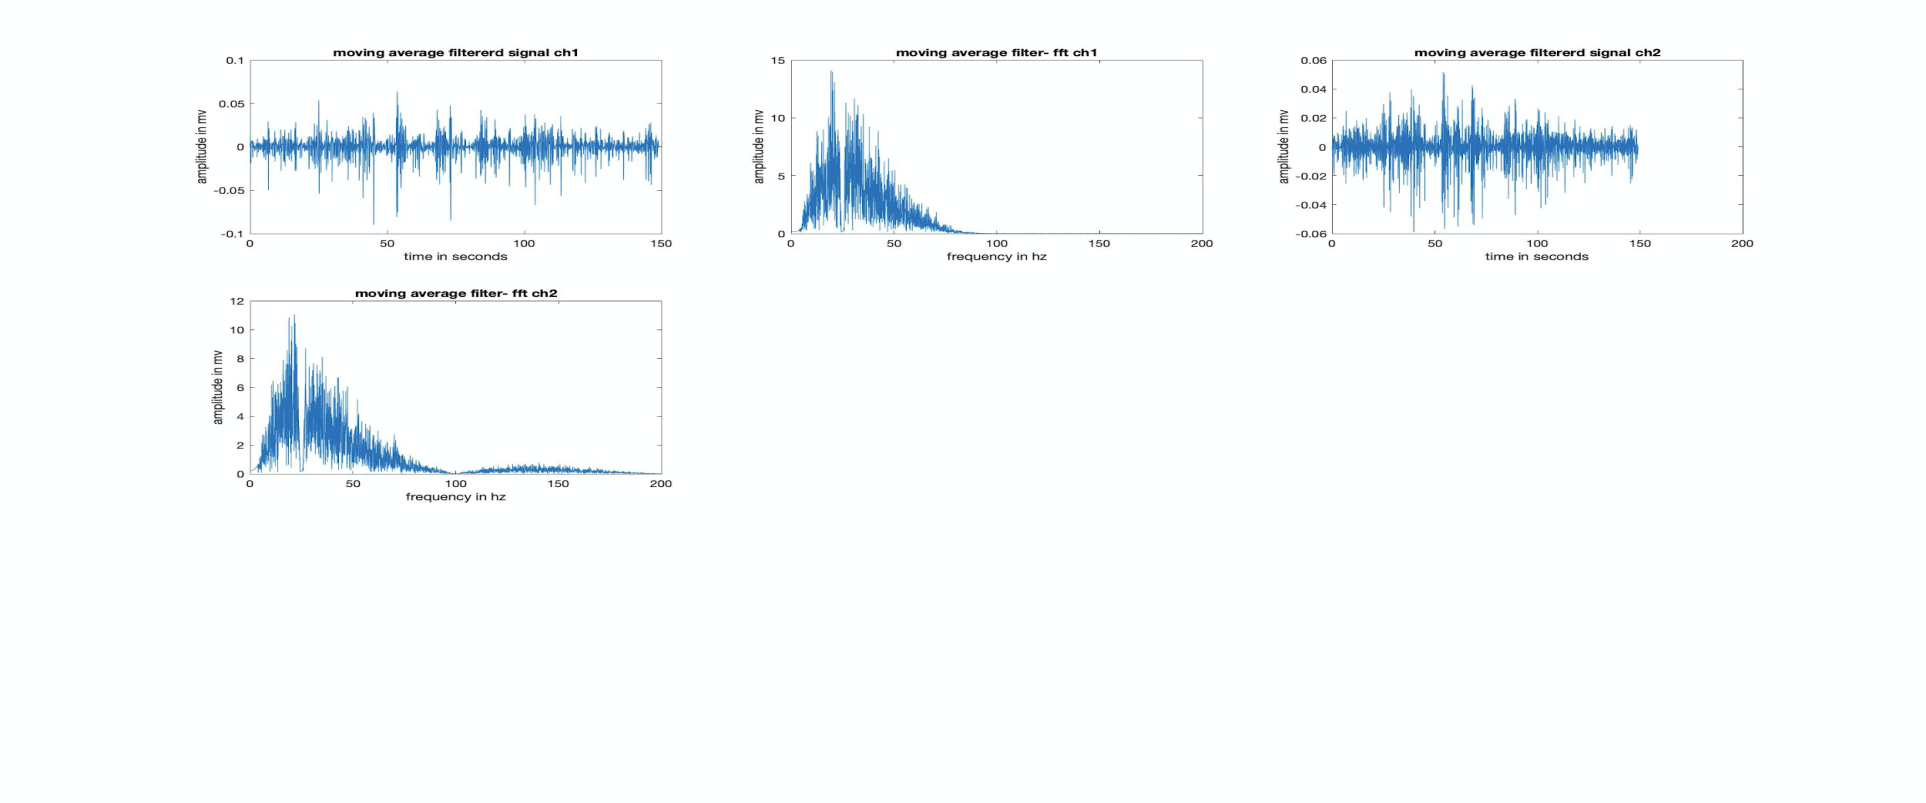 moving average filtererd signal ch1
0.1
0.05
0
-0.05
-0.1
amplitude in mv
0 50 100 150
time in seconds
moving average filter- fft ch1
15
10
5
0
amplitude in mv
0 50 100 150 200
frequency in hz
moving average filtererd signal ch2
0.06
0.04
0.02
0
-0.02
-0.04
-0.06
amplitude in mv
0 50 100 150 200
time in seconds
moving average filter- fft ch2
12
10
8
6
4
2
0
amplitude in mv
0 50 100 150 200
frequency in hz